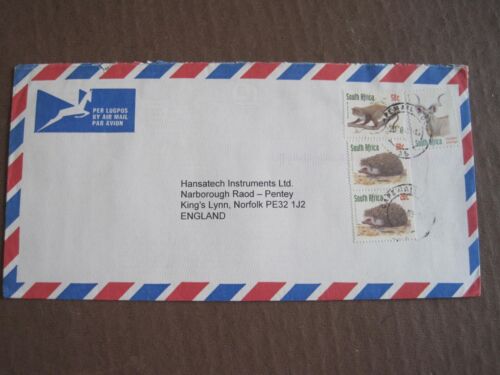 PER LUGPOS
BY AIR MAIL
PAR AVION
South Africa 50c
South Africa
South Africa
South Africa
Hansatech Instruments Ltd.
Narborough Raod – Pentey
King's Lynn, Norfolk PE32 1J2
ENGLAND